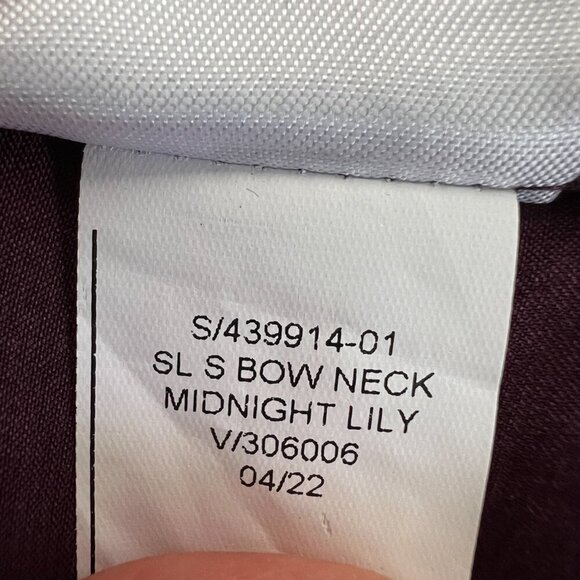 S/439914-01
SL S BOW NECK
MIDNIGHT LILY
V/306006
04/22